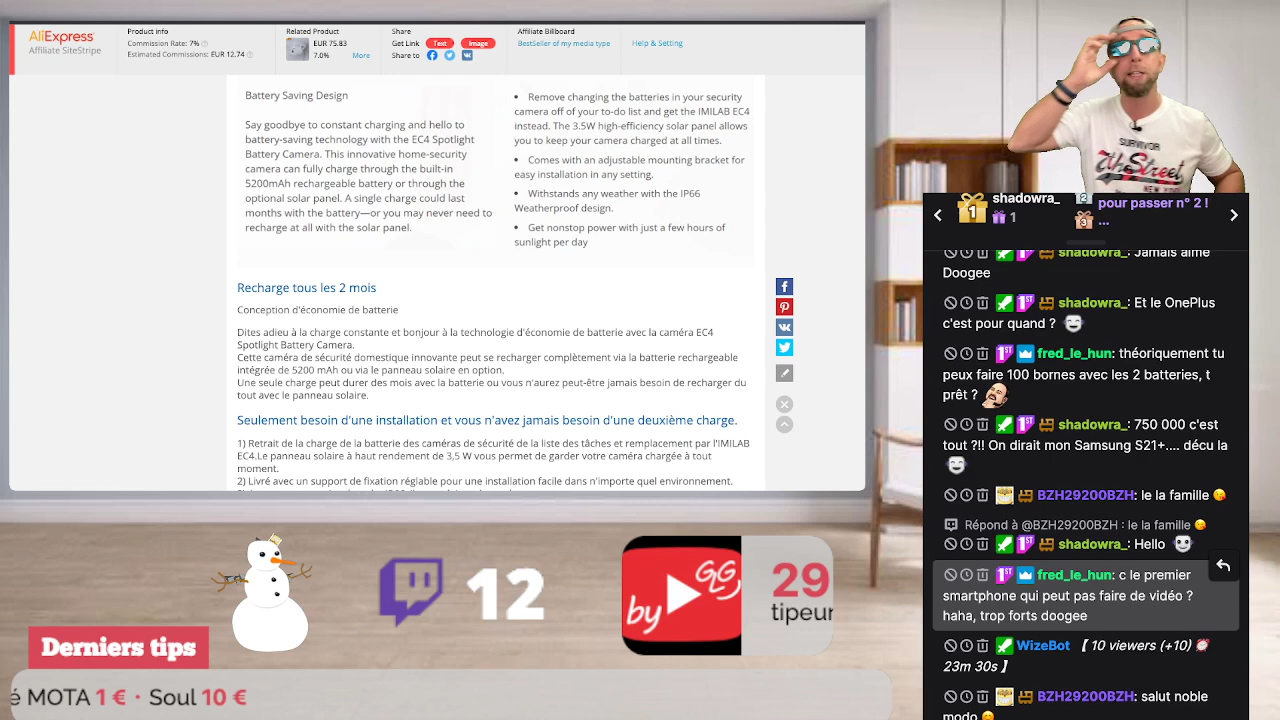 AliExpress
Affiliate SiteStripe
Product info
Commission Rate: 7%
Estimated Commissions: EUR 12.74
Related Product
EUR 75.83
7.0%
More
Share
Get Link
Text
Image
Share to
Affiliate Billboard
BestSeller of my media type
Help & Setting
Battery Saving Design
Say goodbye to constant charging and hello to
battery-saving technology with the EC4 Spotlight
Battery Camera. This innovative home-security
camera can fully charge through the built-in
5200mAh rechargeable battery or through the
optional solar panel. A single charge could last
months with the battery—or you may never need to
recharge at all with the solar panel.
• Remove changing the batteries in your security
camera off of your to-do list and get the IMILAB EC4
instead. The 3.5W high-efficiency solar panel allows
you to keep your camera charged at all times.
• Comes with an adjustable mounting bracket for
easy installation in any setting.
• Withstands any weather with the IP66
Weatherproof design.
• Get nonstop power with just a few hours of
sunlight per day
Recharge tous les 2 mois
Conception d'économie de batterie
Dites adieu à la charge constante et bonjour à la technologie d'économie de batterie avec la caméra EC4
Spotlight Battery Camera.
Cette caméra de sécurité domestique innovante peut se recharger complètement via la batterie rechargeable
intégrée de 5200 mAh ou via le panneau solaire en option.
Une seule charge peut durer des mois avec la batterie ou vous n'aurez peut-être jamais besoin de recharger du
tout avec le panneau solaire.
Seulement besoin d'une installation et vous n'avez jamais besoin d'une deuxième charge.
1) Retrait de la charge de la batterie des caméras de sécurité de la liste des tâches et remplacement par l'IMILAB
EC4.Le panneau solaire à haut rendement de 3,5 W vous permet de garder votre caméra chargée à tout
moment.
2) Livré avec un support de fixation réglable pour une installation facile dans n'importe quel environnement.
SURVIVOR
shadowra_
1
1
2
3
pour passer n° 2 !
...
shadowra_: Jamais aimé
Doogee
shadowra_: Et le OnePlus
c'est pour quand ?
fred_le_hun: théoriquement tu
peux faire 100 bornes avec les 2 batteries, t
prêt ?
shadowra_: 750 000 c'est
tout ?!! On dirait mon Samsung S21+.... décu la
BZH29200BZH: le la famille
Répond à @BZH29200BZH : le la famille
shadowra_: Hello
fred_le_hun: c le premier
smartphone qui peut pas faire de vidéo ?
haha, trop forts doogee
WizeBot 【 10 viewers (+10)
23m 30s 】
BZH29200BZH: salut noble
modo
12
by GLG
29
tipeur
Derniers tips
é MOTA 1 € · Soul 10 €